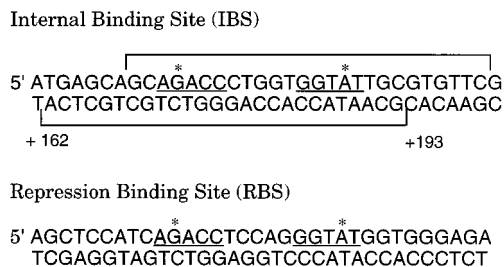 Internal Binding Site (IBS)
* *
5' ATGAGCAGCAGACCCTGGTGGTATTGCGTGTTCG
TACTCGTCGTCTGGGACCACCATAACGCACAAGC
+ 162 +193
Repression Binding Site (RBS)
* *
5' AGCTCCATCAGACCTCCAGGGTATGGTGGGAGA
TCGAGGTAGTCTGGAGGTCCCATACCACCCTCT